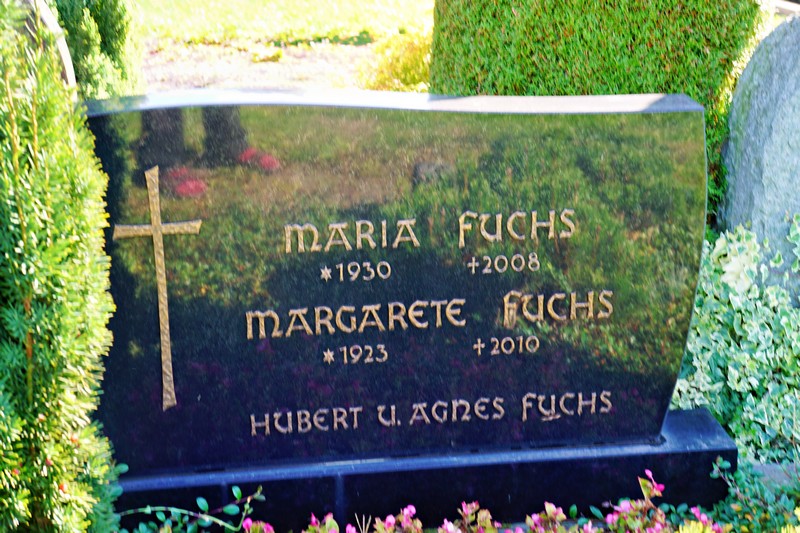 MARIA FUCHS
*1930 †2008
MARGARETE FUCHS
*1923 †2010
HUBERT U. AGNES FUCHS